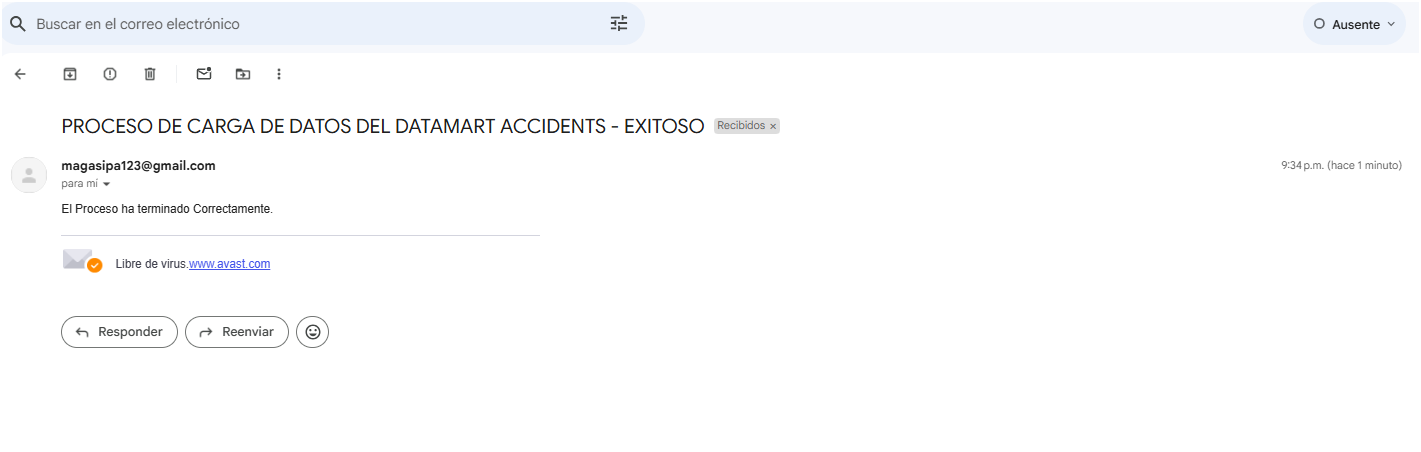 Buscar en el correo electrónico
Ausente
PROCESO DE CARGA DE DATOS DEL DATAMART ACCIDENTS - EXITOSO Recibidos ×
magasipa123@gmail.com 9:34 p.m. (hace 1 minuto)
para mí
El Proceso ha terminado Correctamente.
Libre de virus.www.avast.com
Responder Reenviar